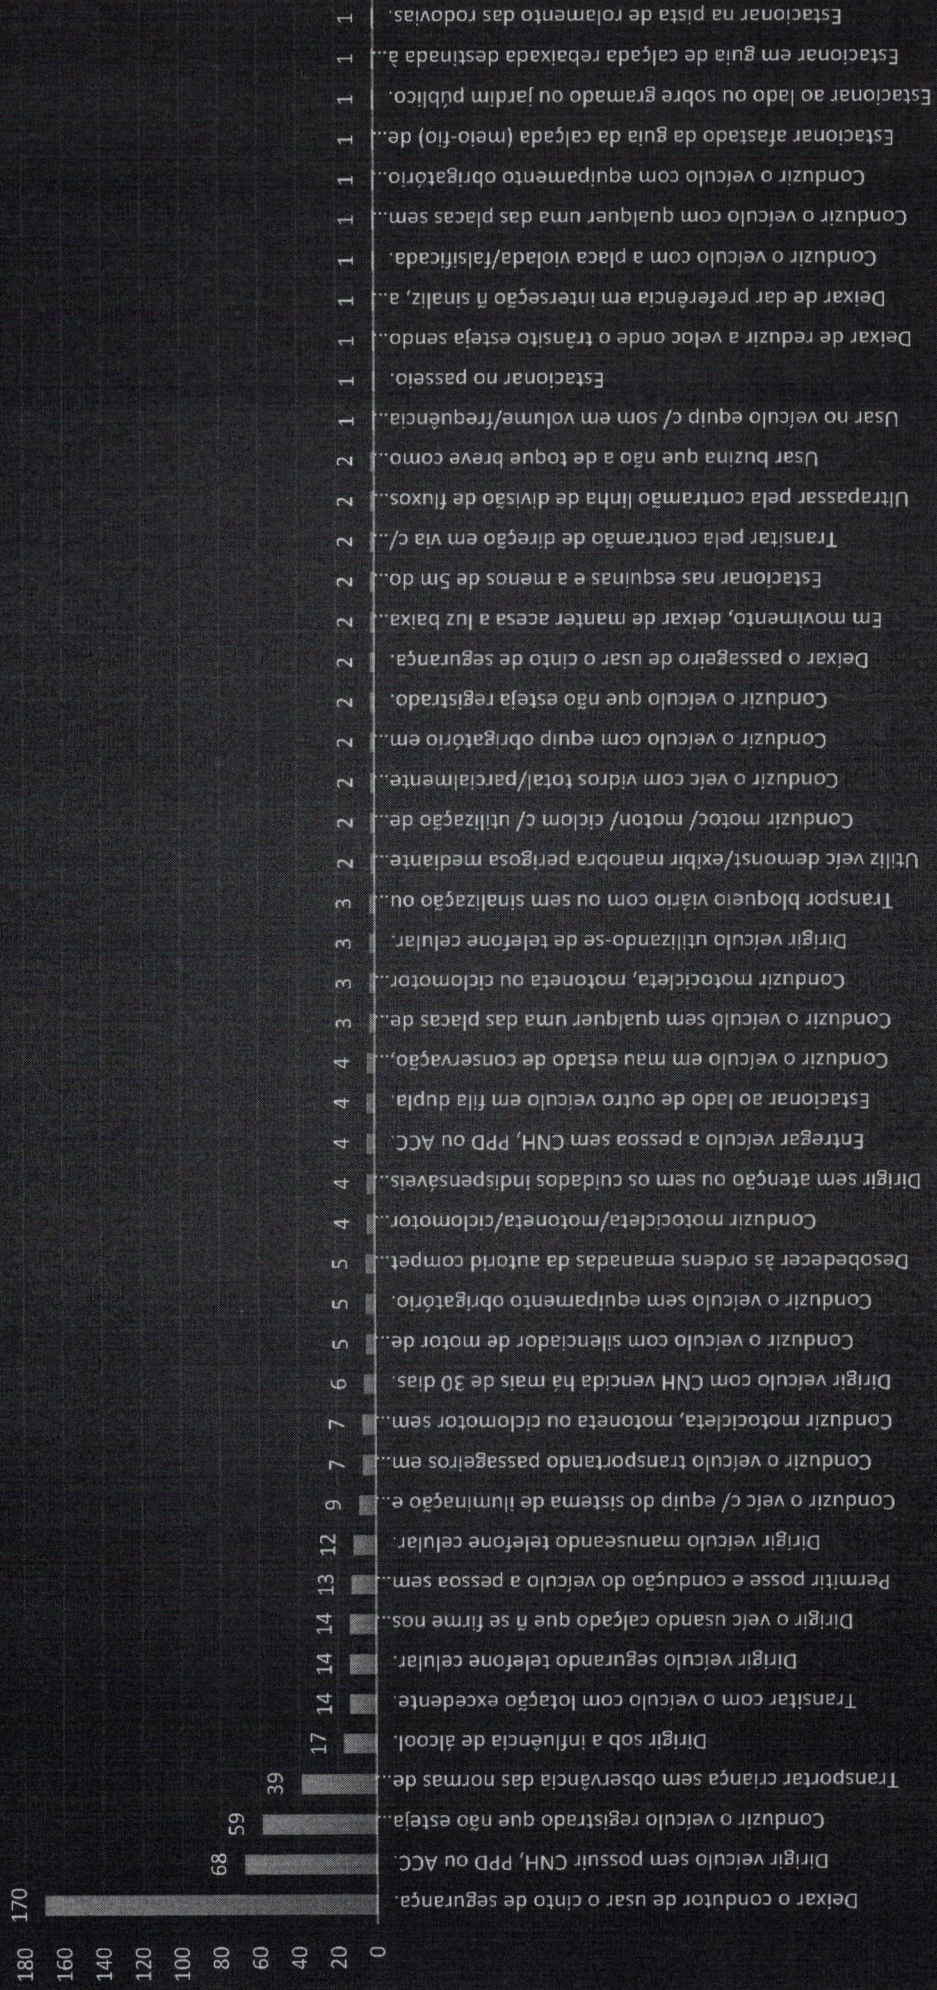 180
160
140
120
100
80
60
40
20
0
170
68
59
39
17
14
14
14
13
12
9
7
7
6
5
5
5
4
4
4
4
4
3
3
3
3
2
2
2
2
2
2
2
2
2
2
2
1
1
1
1
1
1
1
1
1
1
1
Deixar o condutor de usar o cinto de segurança.
Dirigir veículo sem possuir CNH, PPD ou ACC.
Conduzir o veículo registrado que não esteja...
Transportar criança sem observância das normas de...
Dirigir sob a influência de álcool.
Transitar com o veículo com lotação excedente.
Dirigir veículo segurando telefone celular.
Dirigir o veíc usando calçado que ñ se firme nos...
Permitir posse e condução do veículo a pessoa sem...
Dirigir veículo manuseando telefone celular.
Conduzir o veíc c/ equip do sistema de iluminação e...
Conduzir o veículo transportando passageiros em...
Conduzir motocicleta, motoneta ou ciclomotor sem...
Dirigir veículo com CNH vencida há mais de 30 dias.
Conduzir o veículo com silenciador de motor de...
Conduzir o veículo sem equipamento obrigatório.
Desobedecer às ordens emanadas da autorid compet...
Conduzir motocicleta/motoneta/ciclomotor...
Dirigir sem atenção ou sem os cuidados indispensáveis...
Entregar veículo a pessoa sem CNH, PPD ou ACC.
Estacionar ao lado de outro veículo em fila dupla.
Conduzir o veículo em mau estado de conservação,...
Conduzir o veículo sem qualquer uma das placas de...
Conduzir motocicleta, motoneta ou ciclomotor...
Dirigir veículo utilizando-se de telefone celular.
Transpor bloqueio viário com ou sem sinalização ou...
Utiliz veíc demonst/exibir manobra perigosa mediante...
Conduzir motoc/ moton/ ciclom c/ utilização de...
Conduzir o veíc com vidros total/parcialmente...
Conduzir o veículo com equip obrigatório em...
Conduzir o veículo que não esteja registrado.
Deixar o passageiro de usar o cinto de segurança.
Em movimento, deixar de manter acesa a luz baixa...
Estacionar nas esquinas e a menos de 5m do...
Transitar pela contramão de direção em via c/...
Ultrapassar pela contramão linha de divisão de fluxos...
Usar buzina que não a de toque breve como...
Usar no veículo equip c/ som em volume/frequência...
Estacionar no passeio.
Deixar de reduzir a veloc onde o trânsito esteja sendo...
Deixar de dar preferência em interseção ñ sinaliz, a...
Conduzir o veículo com a placa violada/falsificada.
Conduzir o veículo com qualquer uma das placas sem...
Conduzir o veículo com equipamento obrigatório...
Estacionar afastado da guia da calçada (meio-fio) de...
Estacionar ao lado ou sobre gramado ou jardim público.
Estacionar em guia de calçada rebaixada destinada à...
Estacionar na pista de rolamento das rodovias.